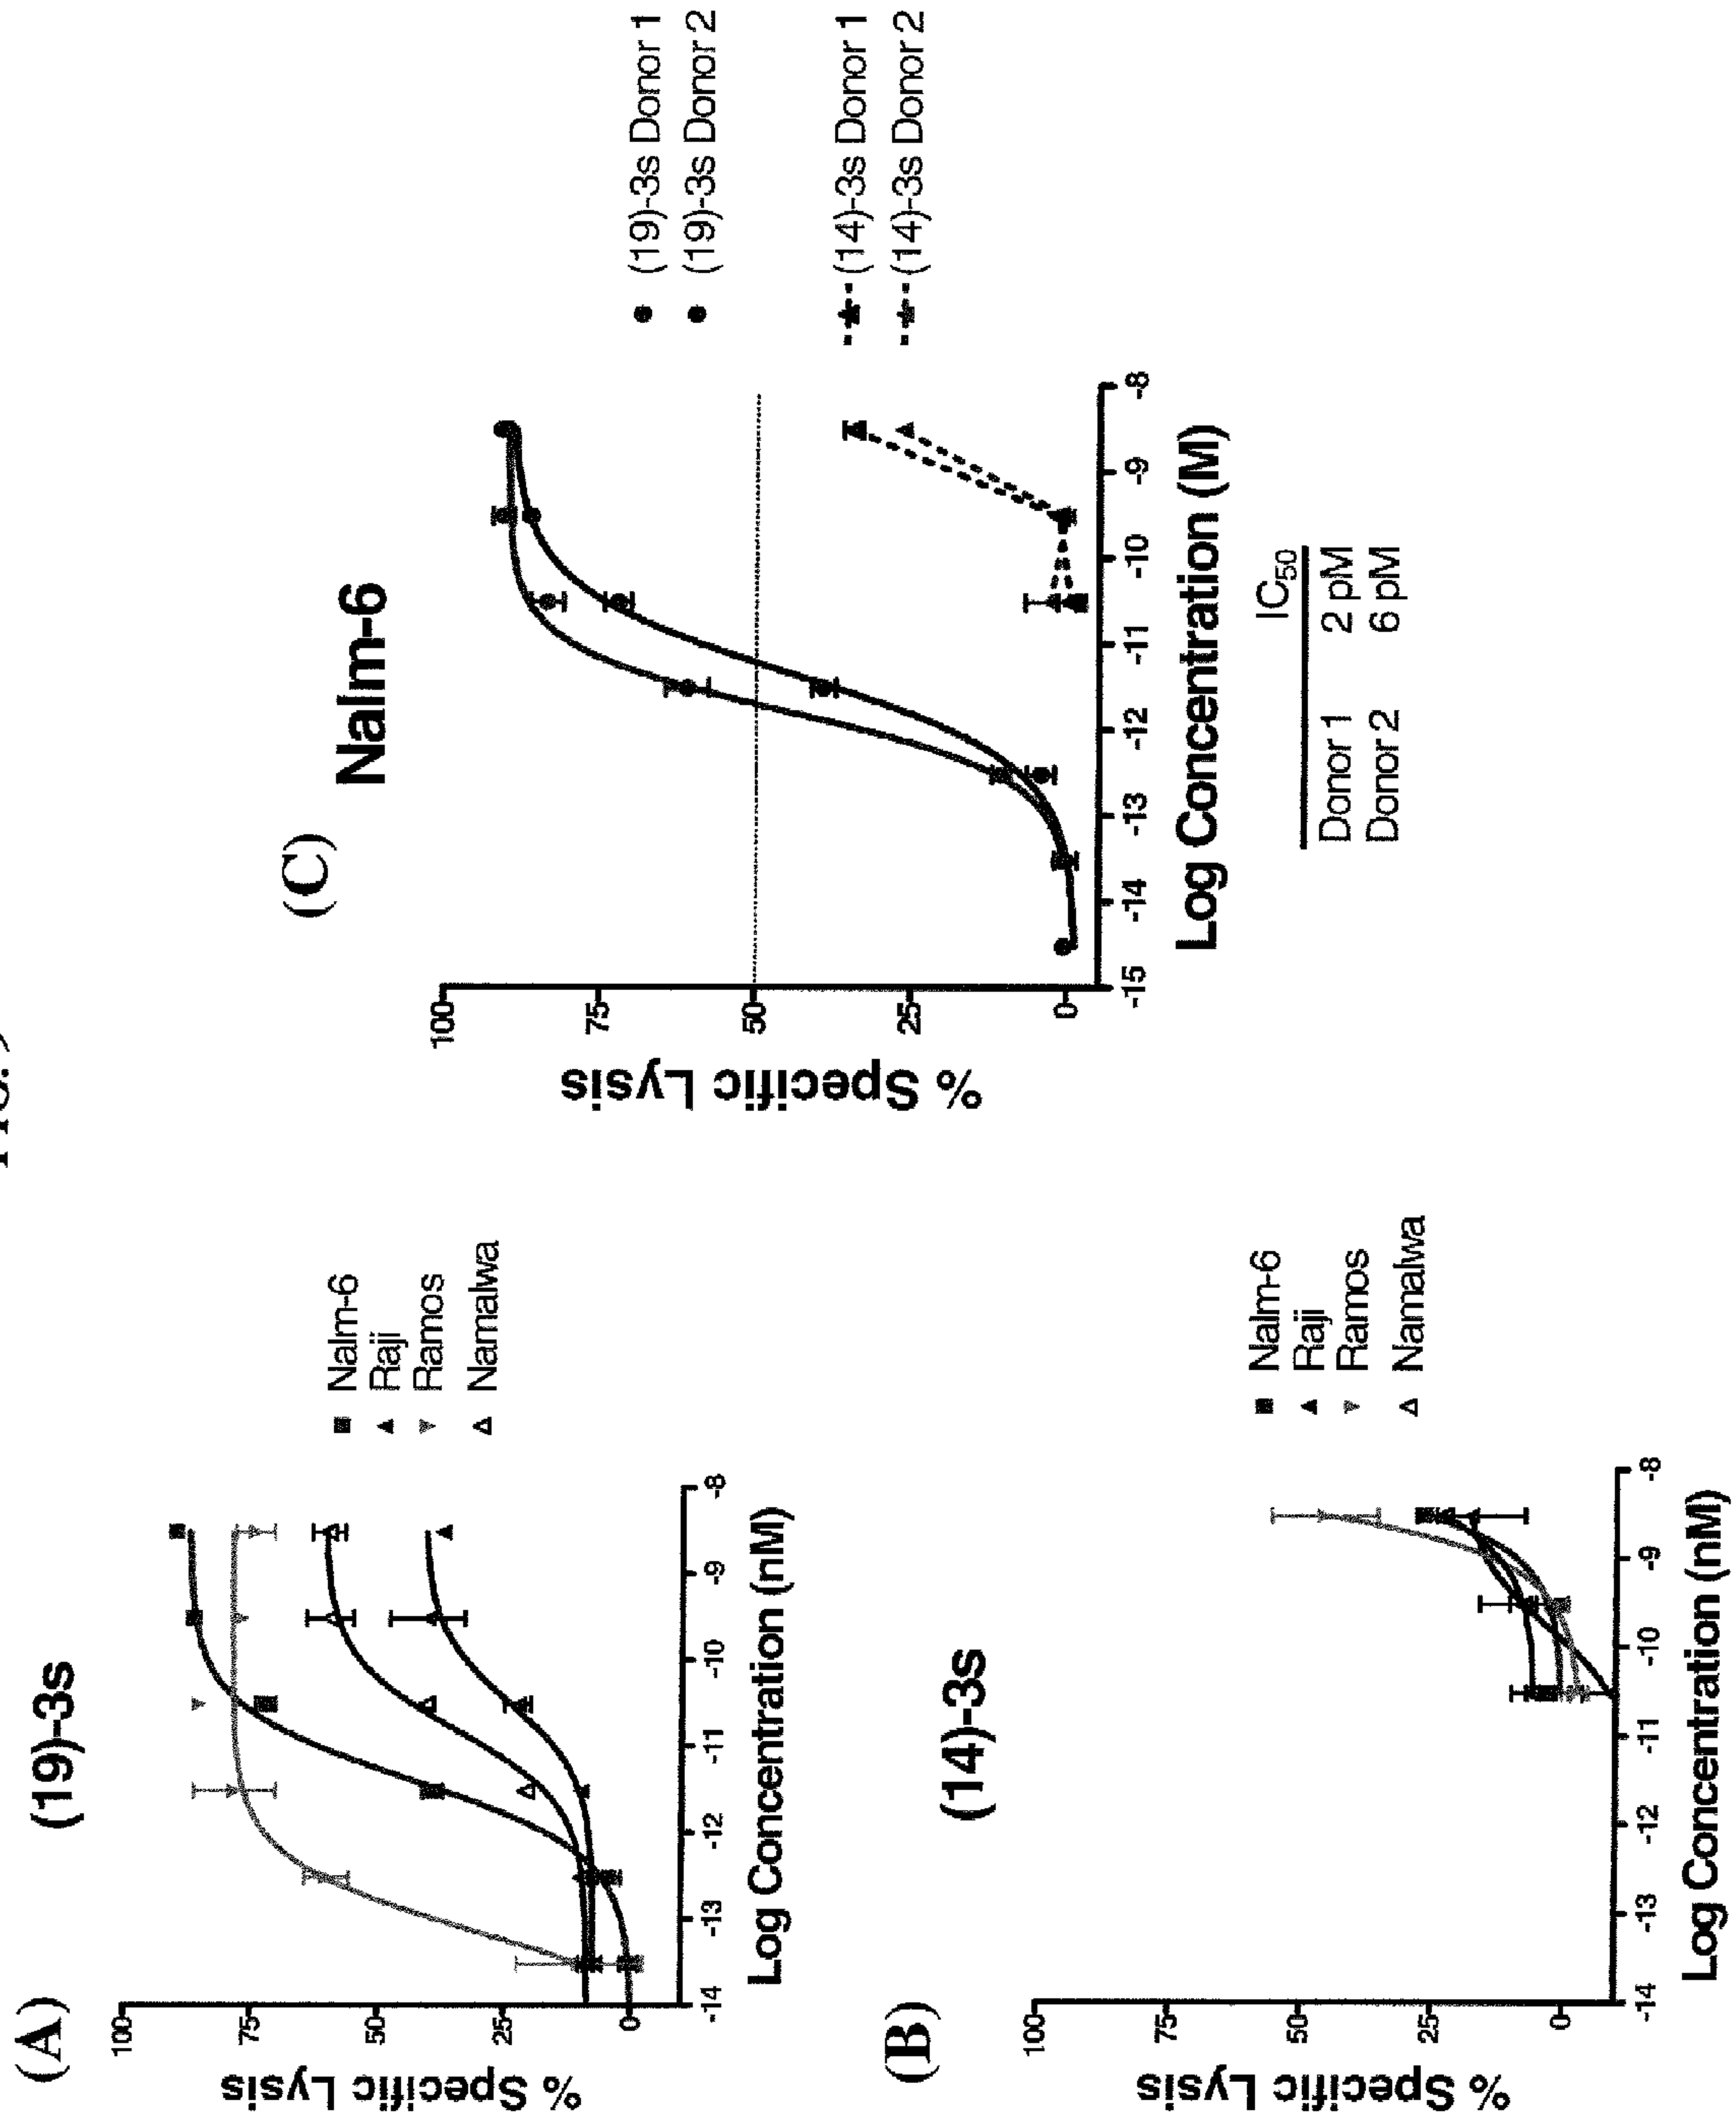 (A)
(19)-3s
% Specific Lysis
100
75
50
25
0
-14
-13
-12
-11
-10
-9
-8
Log Concentration (nM)
Nalm-6
Raji
Ramos
Namalwa
(B)
(14)-3s
% Specific Lysis
100
50
25
0
-14
-13
-12
-11
-10
-9
-8
Log Concentration (nM)
Nalm-6
Raji
Ramos
Namalwa
(C)
Nalm-6
% Specific Lysis
100
75
50
25
0
-15
-14
-13
-12
-11
-10
-9
-8
Log Concentration (M)
(19)-3s Donor 1
(19)-3s Donor 2
(14)-3s Donor 1
(14)-3s Donor 2
IC50
Donor 1 2 pM
Donor 2 6 pM